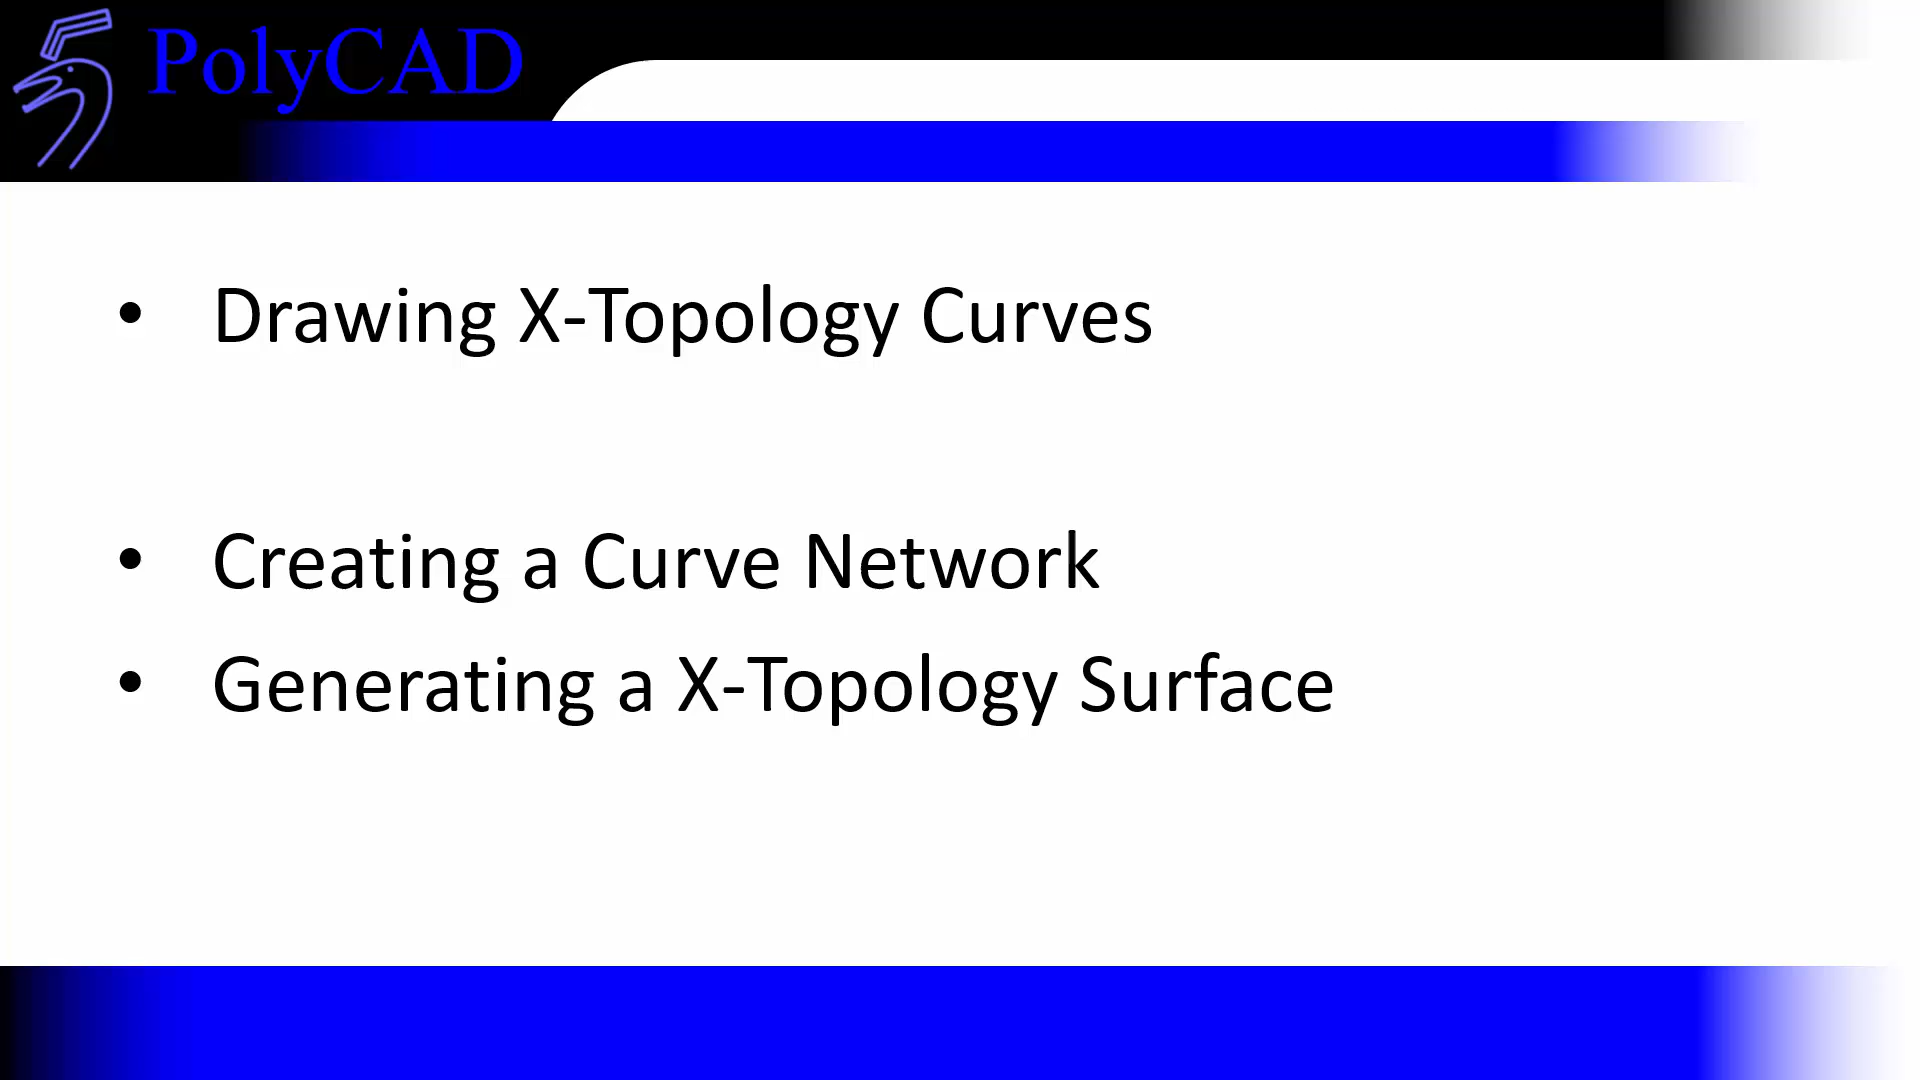 PolyCAD
• Drawing X-Topology Curves
• Creating a Curve Network
• Generating a X-Topology Surface